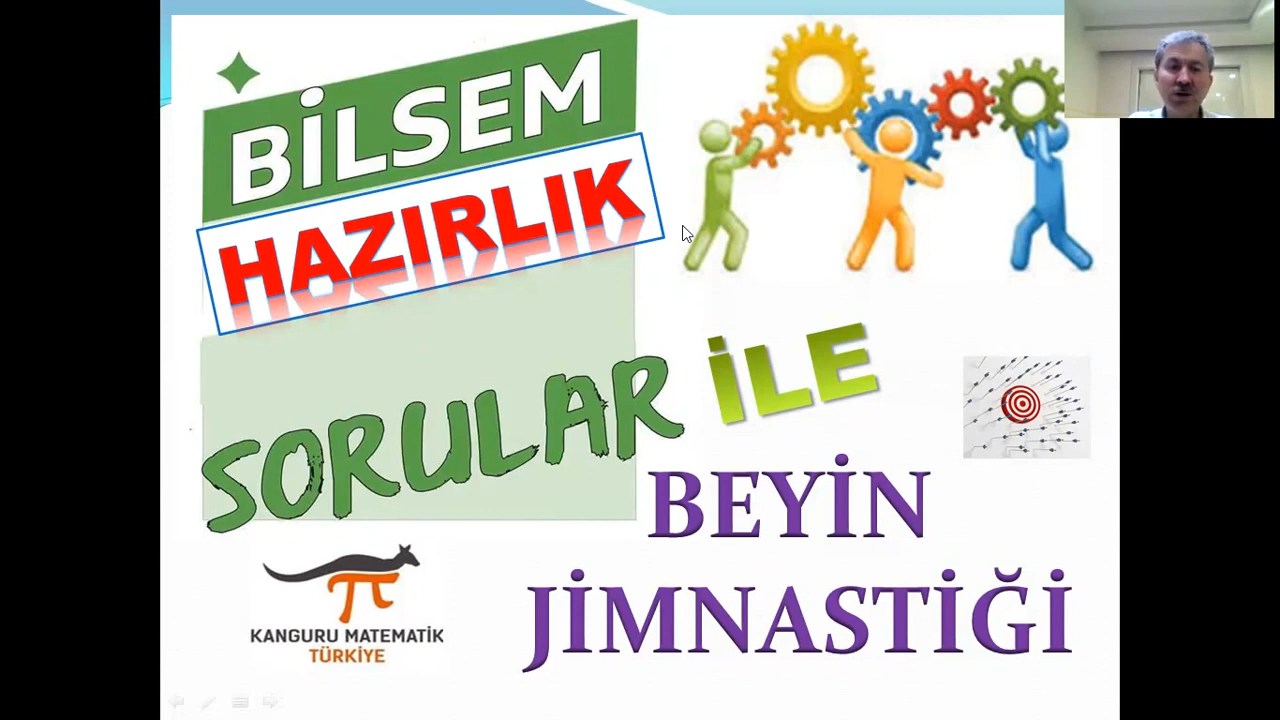 BİLSEM
HAZIRLIK
SORULAR
İLE
BEYİN
JİMNASTİĞİ
KANGURU MATEMATİK
TÜRKİYE